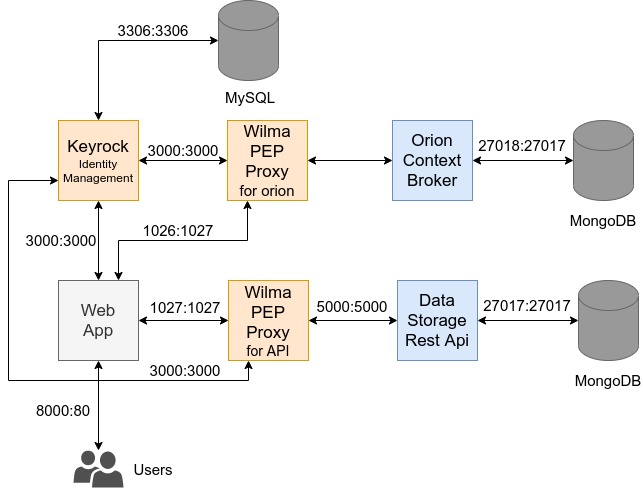 3306:3306
MySQL
Keyrock
Identity
Management
3000:3000
Wilma
PEP
Proxy
for orion
Orion
Context
Broker
27018:27017
MongoDB
3000:3000
1026:1027
Web
App
1027:1027
Wilma
PEP
Proxy
for API
5000:5000
Data
Storage
Rest Api
27017:27017
MongoDB
3000:3000
8000:80
Users